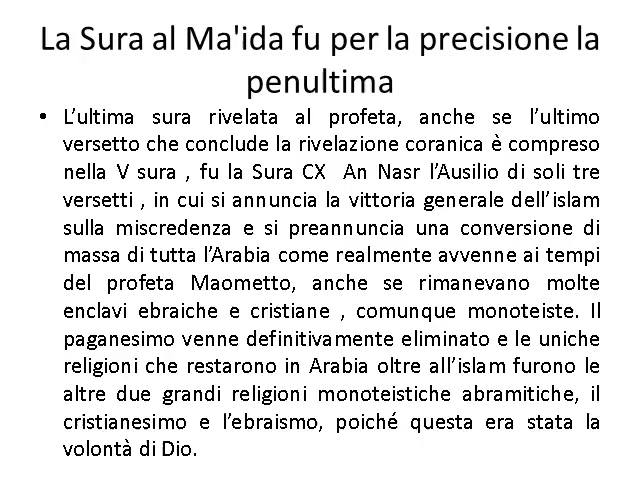 La Sura al Ma'ida fu per la precisione la
penultima
• L’ultima sura rivelata al profeta, anche se l’ultimo
versetto che conclude la rivelazione coranica è compreso
nella V sura , fu la Sura CX An Nasr l’Ausilio di soli tre
versetti , in cui si annuncia la vittoria generale dell’islam
sulla miscredenza e si preannuncia una conversione di
massa di tutta l’Arabia come realmente avvenne ai tempi
del profeta Maometto, anche se rimanevano molte
enclavi ebraiche e cristiane , comunque monoteiste. Il
paganesimo venne definitivamente eliminato e le uniche
religioni che restarono in Arabia oltre all’islam furono le
altre due grandi religioni monoteistiche abramitiche, il
cristianesimo e l’ebraismo, poiché questa era stata la
volontà di Dio.